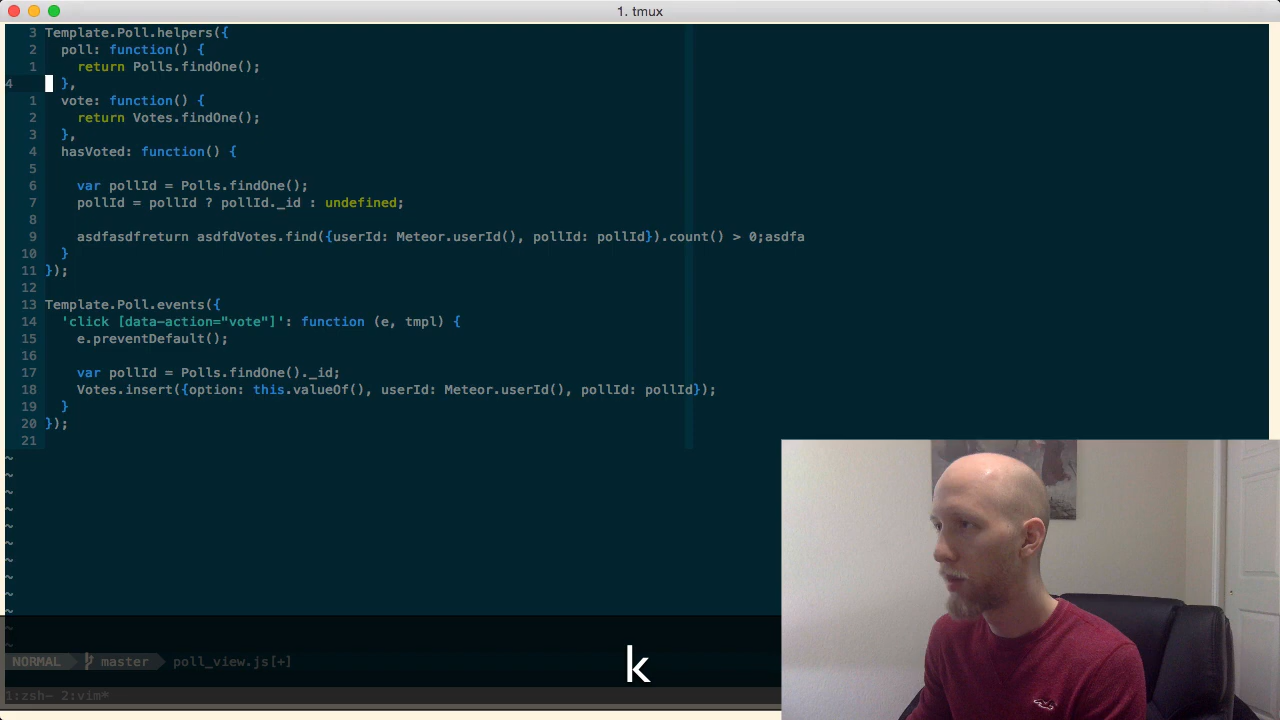 1. tmux
3 Template.Poll.helpers({
2 poll: function() {
1 return Polls.findOne();
4 },
1 vote: function() {
2 return Votes.findOne();
3 },
4 hasVoted: function() {
5
6 var pollId = Polls.findOne();
7 pollId = pollId ? pollId._id : undefined;
8
9 asdfasdfreturn asdfdVotes.find({userId: Meteor.userId(), pollId: pollId}).count() > 0;asdfa
10 }
11 });
12
13 Template.Poll.events({
14 'click [data-action="vote"]': function (e, tmpl) {
15 e.preventDefault();
16
17 var pollId = Polls.findOne()._id;
18 Votes.insert({option: this.valueOf(), userId: Meteor.userId(), pollId: pollId});
19 }
20 });
21
~
~
~
~
~
~
~
~
~
~
~
~
NORMAL master poll_view.js[+]
k
1:zsh- 2:vim*